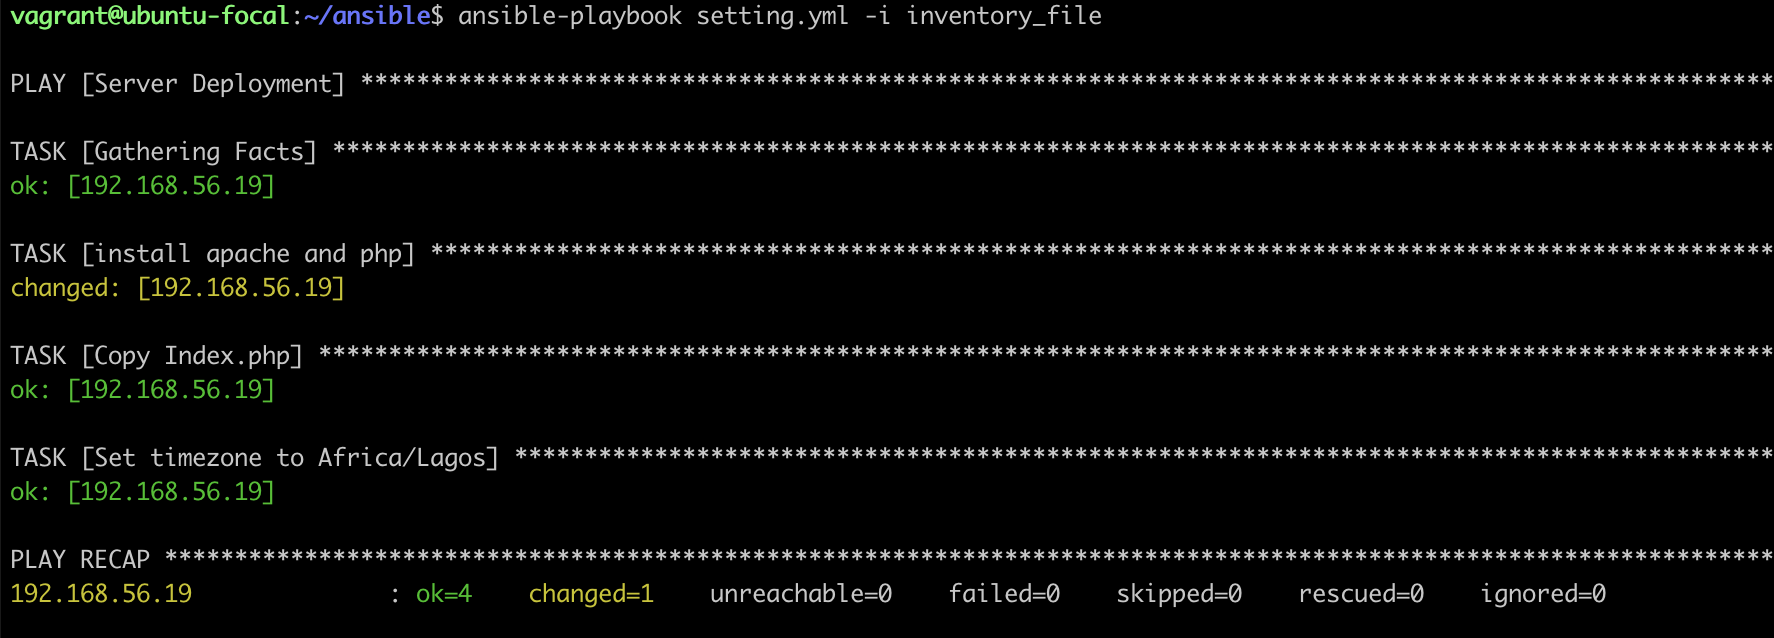 vagrant@ubuntu-focal:~/ansible$ ansible-playbook setting.yml -i inventory_file
PLAY [Server Deployment] *****************************************************************************************************
TASK [Gathering Facts] *******************************************************************************************************
ok: [192.168.56.19]
TASK [install apache and php] ************************************************************************************************
changed: [192.168.56.19]
TASK [Copy Index.php] ********************************************************************************************************
ok: [192.168.56.19]
TASK [Set timezone to Africa/Lagos] ******************************************************************************************
ok: [192.168.56.19]
PLAY RECAP *******************************************************************************************************************
192.168.56.19              : ok=4    changed=1    unreachable=0    failed=0    skipped=0    rescued=0    ignored=0